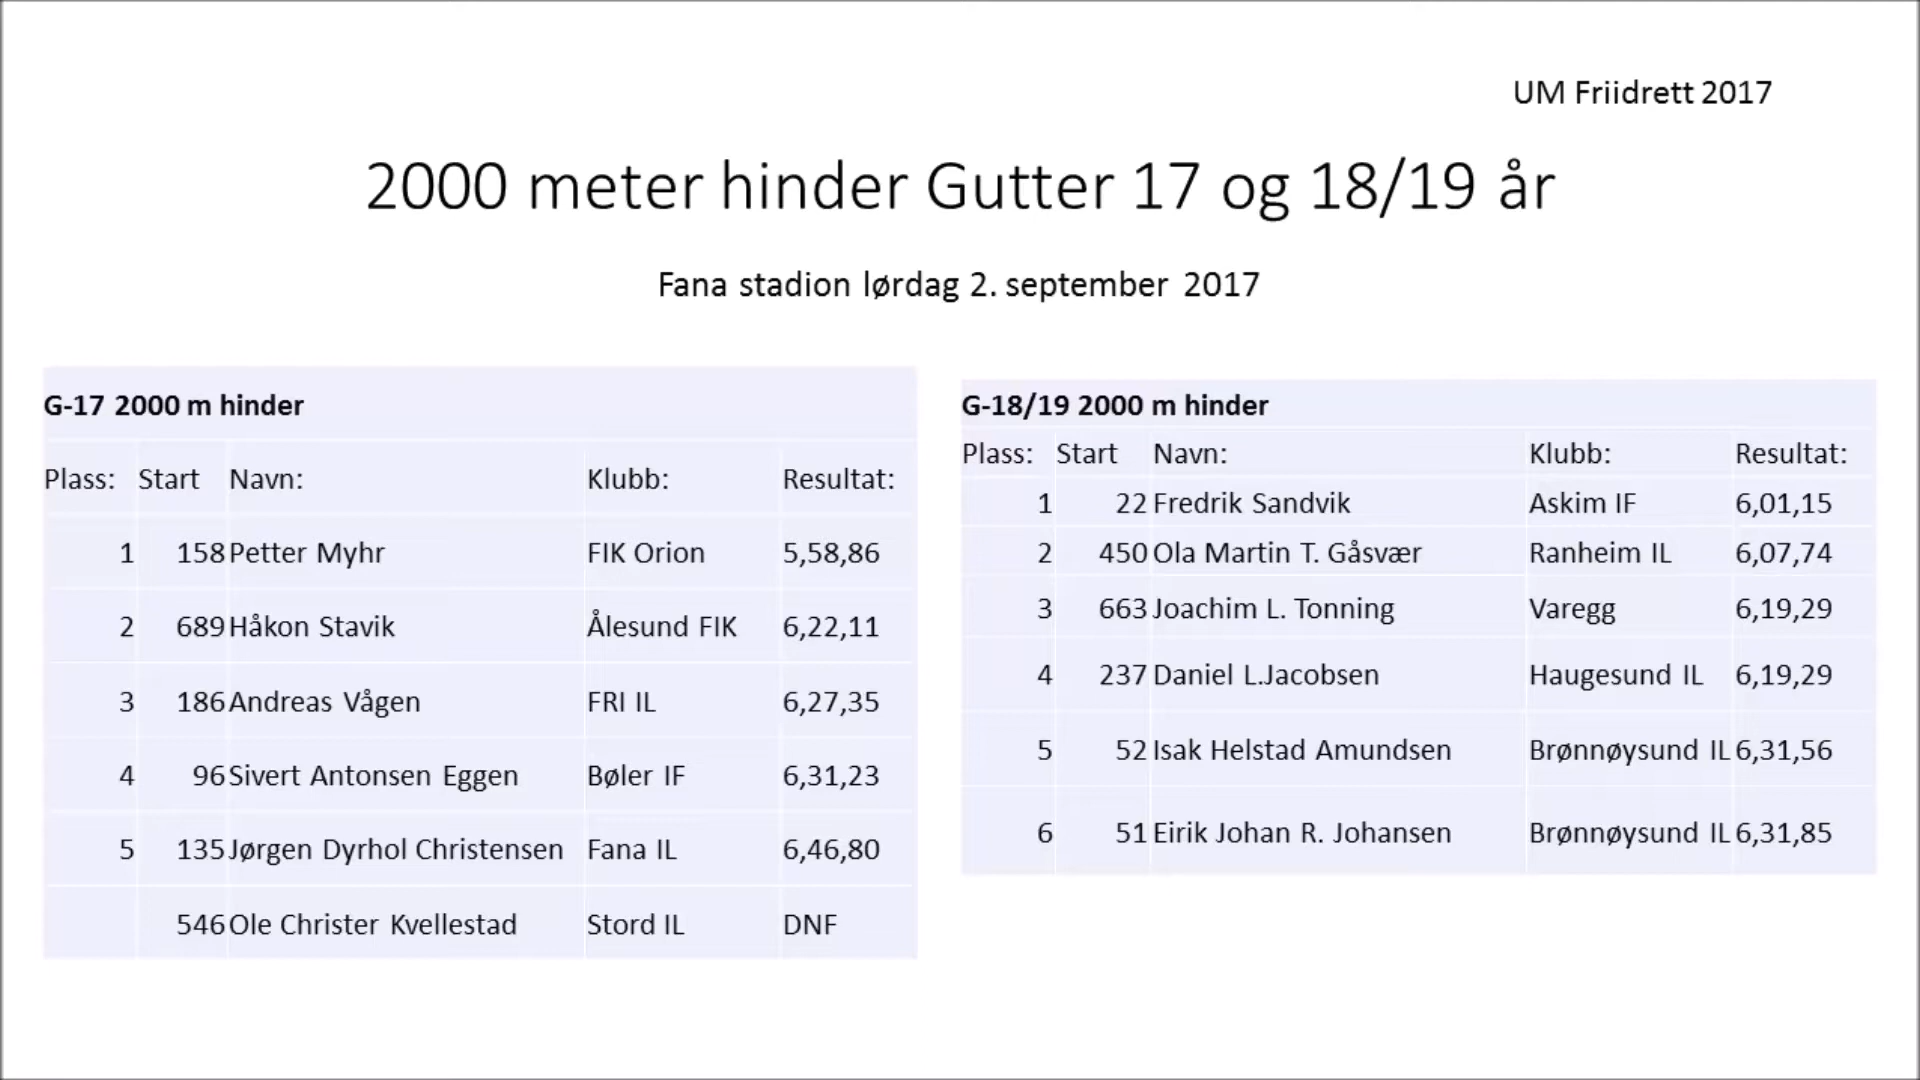 UM Friidrett 2017
2000 meter hinder Gutter 17 og 18/19 år
Fana stadion lørdag 2. september 2017
G-17 2000 m hinder
Plass: Start Navn: Klubb: Resultat:
1 158 Petter Myhr FIK Orion 5,58,86
2 689 Håkon Stavik Ålesund FIK 6,22,11
3 186 Andreas Vågen FRI IL 6,27,35
4 96 Sivert Antonsen Eggen Bøler IF 6,31,23
5 135 Jørgen Dyrhol Christensen Fana IL 6,46,80
546 Ole Christer Kvellestad Stord IL DNF
G-18/19 2000 m hinder
Plass: Start Navn: Klubb: Resultat:
1 22 Fredrik Sandvik Askim IF 6,01,15
2 450 Ola Martin T. Gåsvær Ranheim IL 6,07,74
3 663 Joachim L. Tonning Varegg 6,19,29
4 237 Daniel L.Jacobsen Haugesund IL 6,19,29
5 52 Isak Helstad Amundsen Brønnøysund IL 6,31,56
6 51 Eirik Johan R. Johansen Brønnøysund IL 6,31,85